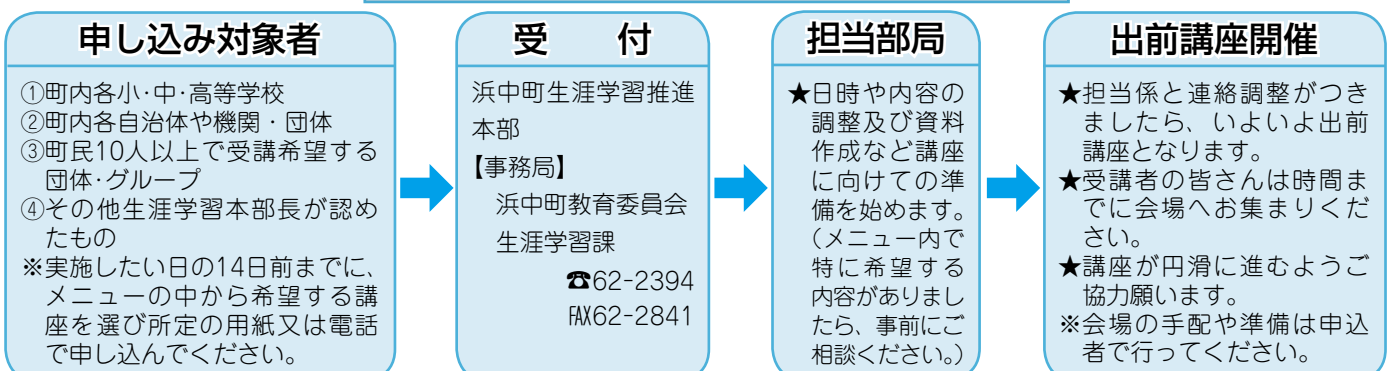 申し込み対象者
①町内各小・中・高等学校
②町内各自治体や機関・団体
③町民10人以上で受講希望する
団体・グループ
④その他生涯学習本部長が認め
たもの
※実施したい日の14日前までに、
メニューの中から希望する講
座を選び所定の用紙又は電話
で申し込んでください。
受　付
浜中町生涯学習推進
本部
【事務局】
浜中町教育委員会
生涯学習課
☎62-2394
FAX62-2841
担当部局
★日時や内容の
調整及び資料
作成など講座
に向けての準
備を始めます。
（メニュー内で
特に希望する
内容がありまし
たら、事前にご
相談ください。）
出前講座開催
★担当係と連絡調整がつき
ましたら、いよいよ出前
講座となります。
★受講者の皆さんは時間ま
でに会場へお集まりくだ
さい。
★講座が円滑に進むようご
協力願います。
※会場の手配や準備は申込
者で行ってください。